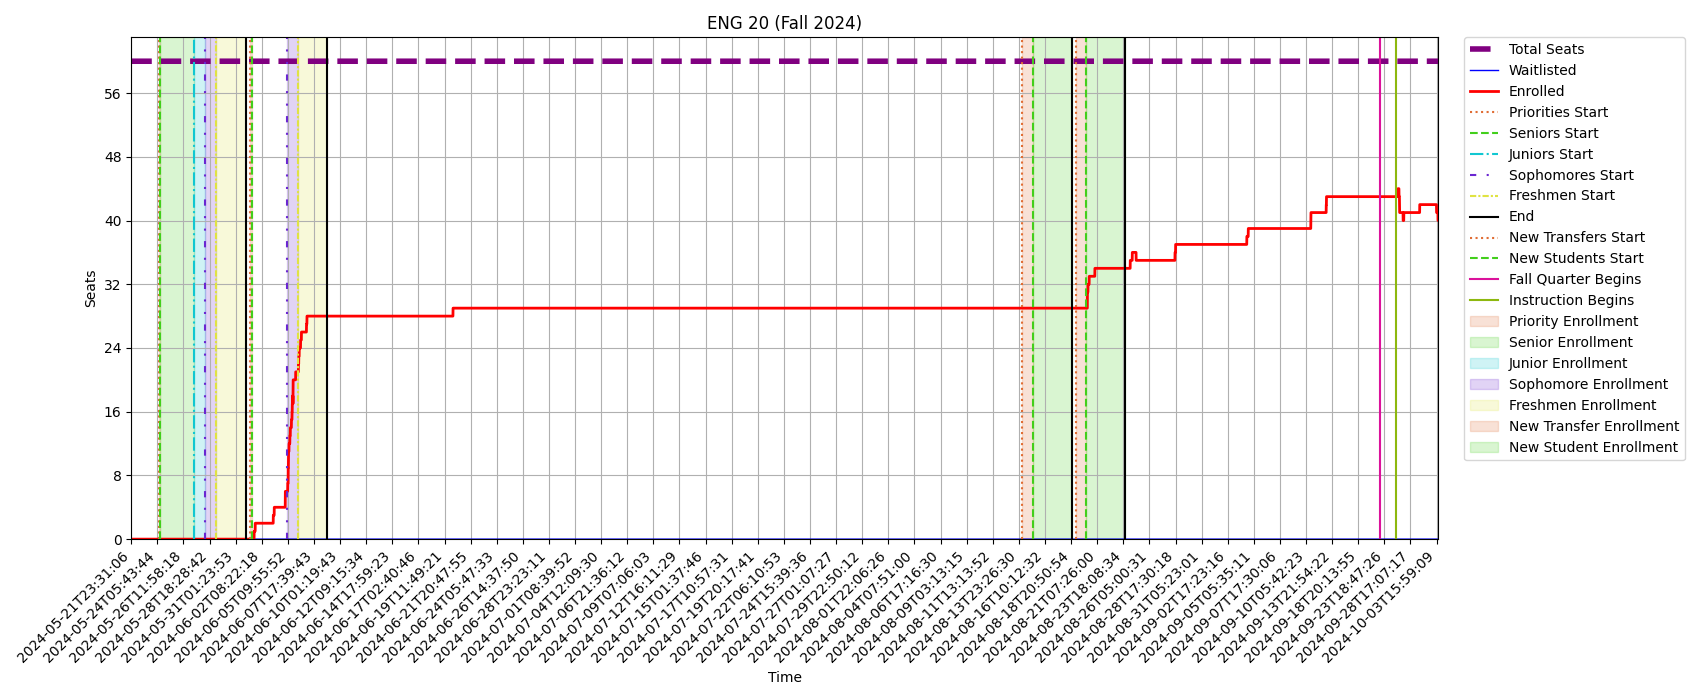 ENG 20 (Fall 2024)
Seats
56
48
40
32
24
16
8
0
2024-05-21T23:31:06
2024-05-24T05:43:44
2024-05-26T11:58:18
2024-05-28T18:28:42
2024-05-31T01:23:53
2024-06-02T08:22:18
2024-06-05T09:55:52
2024-06-07T17:39:43
2024-06-10T01:19:43
2024-06-12T09:15:34
2024-06-14T17:59:23
2024-06-17T02:40:46
2024-06-19T11:49:21
2024-06-21T20:47:55
2024-06-24T05:47:33
2024-06-26T14:37:50
2024-06-28T23:23:11
2024-07-01T08:39:52
2024-07-04T12:09:30
2024-07-06T21:36:12
2024-07-09T07:06:03
2024-07-12T16:11:29
2024-07-15T01:37:46
2024-07-17T10:57:31
2024-07-19T20:17:41
2024-07-22T06:10:53
2024-07-24T15:39:36
2024-07-27T01:07:27
2024-07-29T22:50:12
2024-08-01T22:06:26
2024-08-04T07:51:00
2024-08-06T17:16:30
2024-08-09T03:13:15
2024-08-11T13:13:52
2024-08-13T23:26:30
2024-08-16T10:12:32
2024-08-18T20:50:54
2024-08-21T07:26:00
2024-08-23T18:08:34
2024-08-26T05:00:31
2024-08-28T17:30:18
2024-08-31T05:23:01
2024-09-02T17:23:16
2024-09-05T05:35:11
2024-09-07T17:30:06
2024-09-10T05:42:23
2024-09-13T21:54:22
2024-09-18T20:13:55
2024-09-23T18:47:26
2024-09-28T17:07:17
2024-10-03T15:59:09
Time
Total Seats
Waitlisted
Enrolled
Priorities Start
Seniors Start
Juniors Start
Sophomores Start
Freshmen Start
End
New Transfers Start
New Students Start
Fall Quarter Begins
Instruction Begins
Priority Enrollment
Senior Enrollment
Junior Enrollment
Sophomore Enrollment
Freshmen Enrollment
New Transfer Enrollment
New Student Enrollment